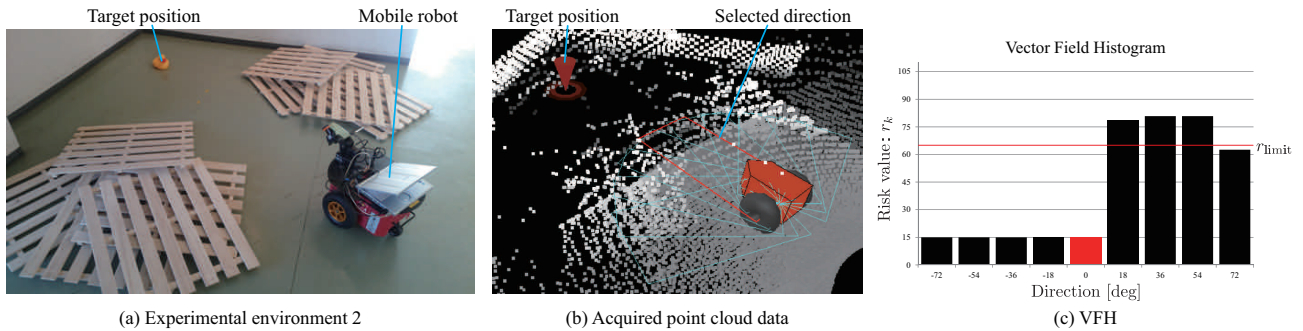 Target position
Mobile robot
(a) Experimental environment 2
Target position
Selected direction
(b) Acquired point cloud data
Vector Field Histogram
105
90
75
60
45
30
15
0
Risk value: r_k
r_limit
-72 -54 -36 -18 0 18 36 54 72
Direction [deg]
(c) VFH